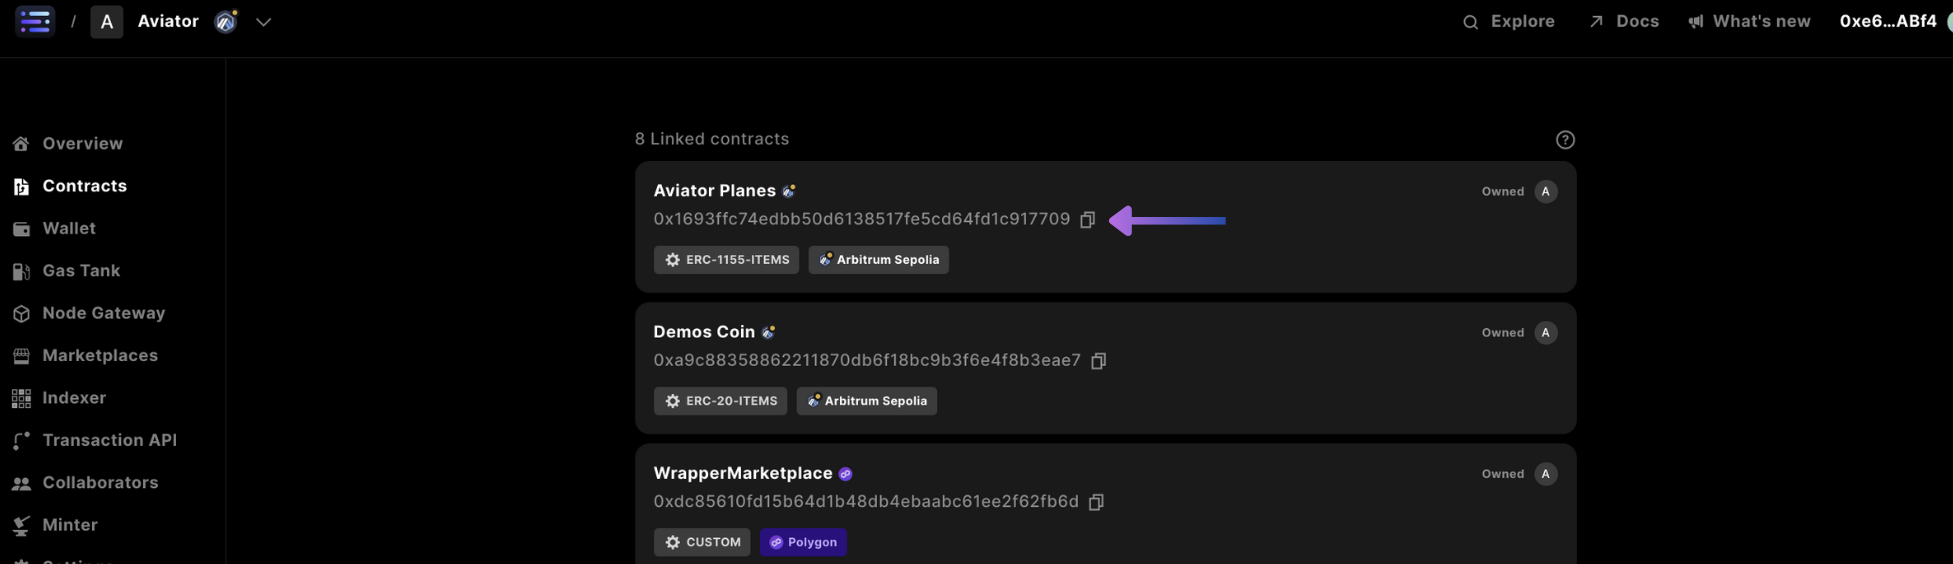 / A Aviator
Explore Docs What's new 0xe6...ABf4
Overview
Contracts
Wallet
Gas Tank
Node Gateway
Marketplaces
Indexer
Transaction API
Collaborators
Minter
8 Linked contracts ?
Aviator Planes Owned A
0x1693ffc74edbb50d6138517fe5cd64fd1c917709
ERC-1155-ITEMS Arbitrum Sepolia
Demos Coin Owned A
0xa9c88358862211870db6f18bc9b3f6e4f8b3eae7
ERC-20-ITEMS Arbitrum Sepolia
WrapperMarketplace Owned A
0xdc85610fd15b64d1b48db4ebaabc61ee2f62fb6d
CUSTOM Polygon